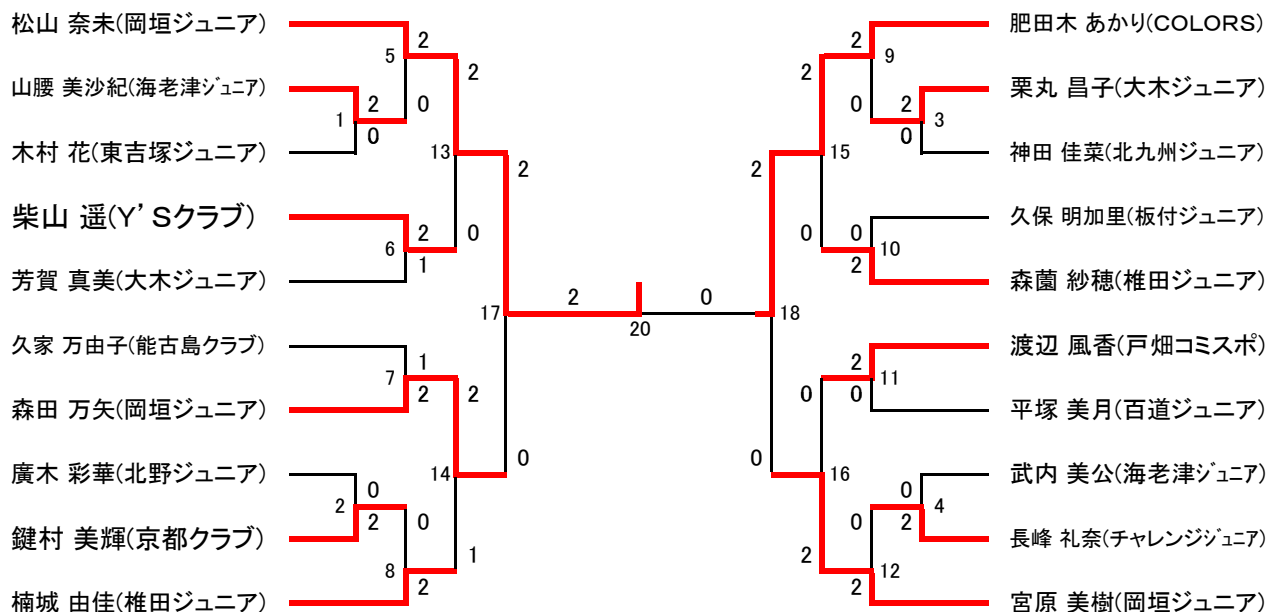 松山 奈未(岡垣ジュニア)
山腰 美沙紀(海老津ジュニア)
木村 花(東吉塚ジュニア)
柴山 遥(Y'Sクラブ)
芳賀 真美(大木ジュニア)
久家 万由子(能古島クラブ)
森田 万矢(岡垣ジュニア)
廣木 彩華(北野ジュニア)
鍵村 美輝(京都クラブ)
楠城 由佳(椎田ジュニア)
5
2
0
1
2
0
13
2
0
6
2
1
7
1
2
14
2
1
2
0
2
8
0
2
17
2
0
2
20
0
18
2
0
15
2
0
9
2
0
3
2
0
10
0
2
16
0
2
11
2
0
4
0
2
12
0
2
肥田木 あかり(COLORS)
栗丸 昌子(大木ジュニア)
神田 佳菜(北九州ジュニア)
久保 明加里(板付ジュニア)
森薗 紗穂(椎田ジュニア)
渡辺 風香(戸畑コミスポ)
平塚 美月(百道ジュニア)
武内 美公(海老津ジュニア)
長峰 礼奈(チャレンジジュニア)
宮原 美樹(岡垣ジュニア)